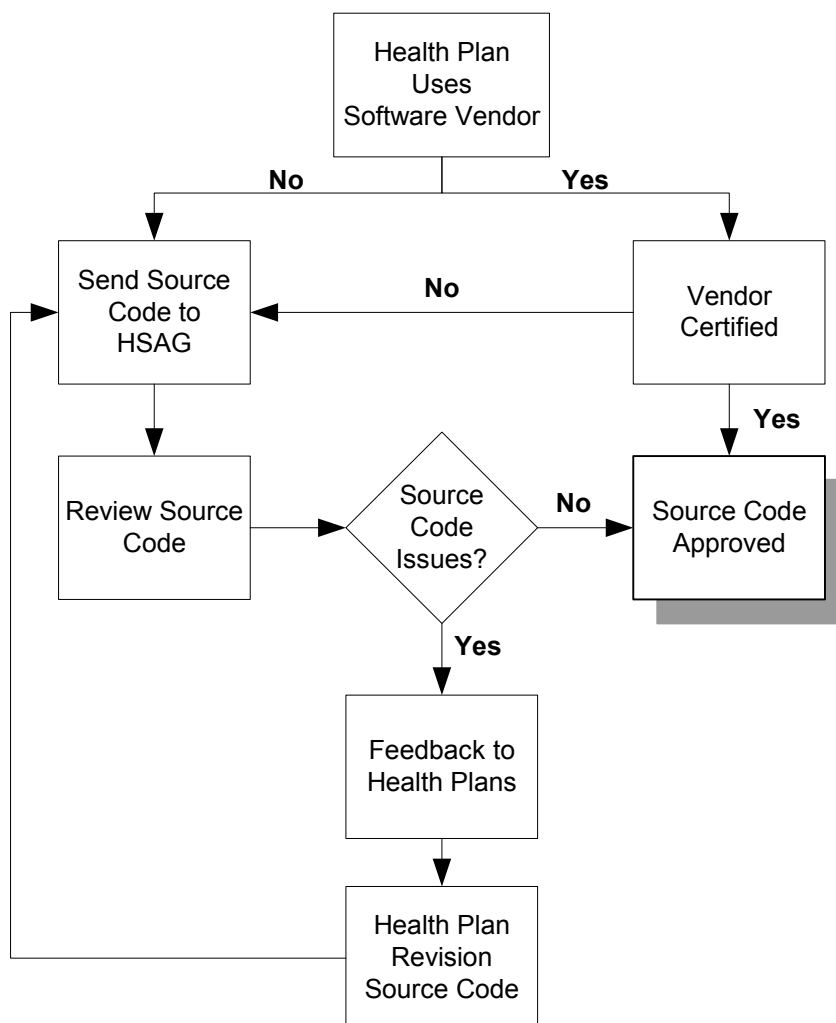 Health Plan
Uses
Software Vendor
No
Yes
Send Source
Code to
HSAG
No
Vendor
Certified
Yes
Review Source
Code
Source
Code
Issues?
No
Source Code
Approved
Yes
Feedback to
Health Plans
Health Plan
Revision
Source Code